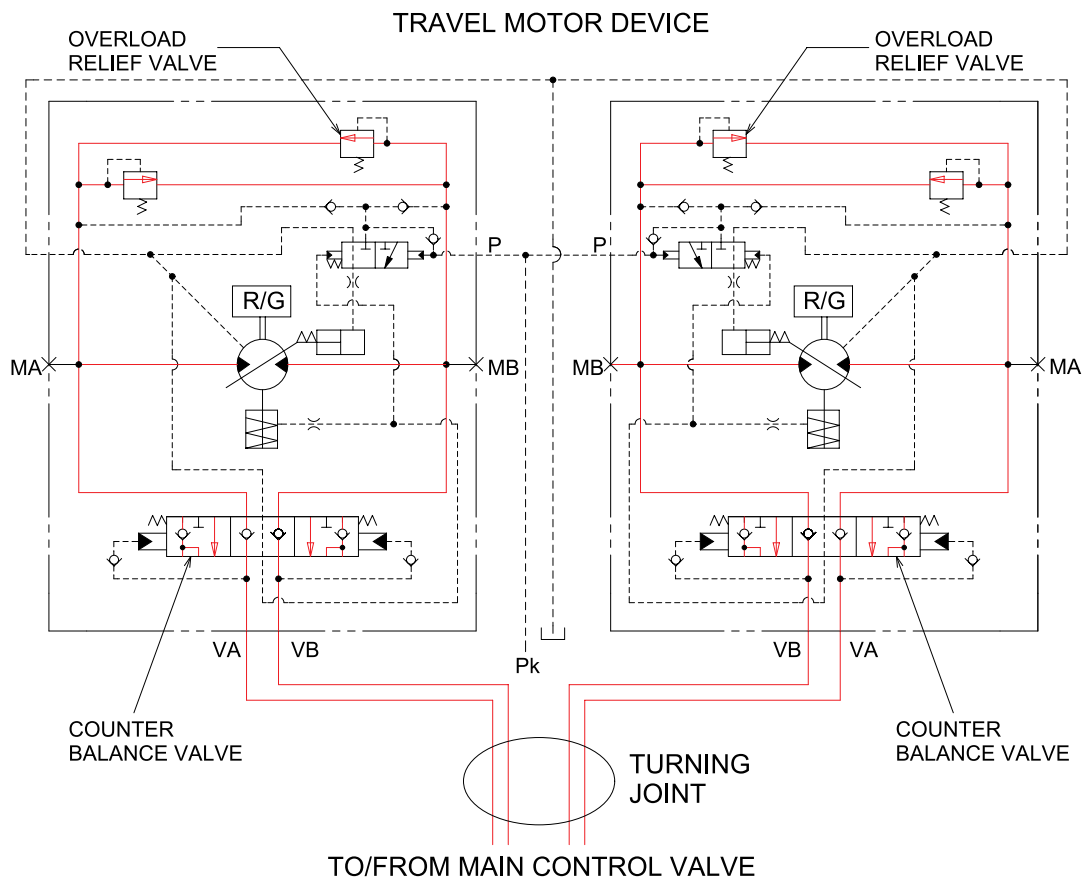 TRAVEL MOTOR DEVICE
OVERLOAD
RELIEF VALVE
OVERLOAD
RELIEF VALVE
P
P
R/G
R/G
MA
MB
MB
MA
VA
VB
Pk
VB
VA
COUNTER
BALANCE VALVE
COUNTER
BALANCE VALVE
TURNING
JOINT
TO/FROM MAIN CONTROL VALVE